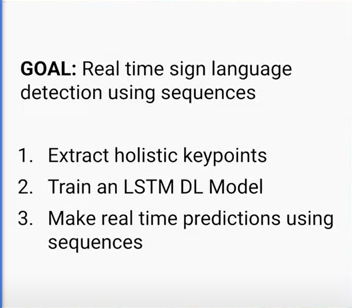 GOAL: Real time sign language
detection using sequences
1. Extract holistic keypoints
2. Train an LSTM DL Model
3. Make real time predictions using
sequences